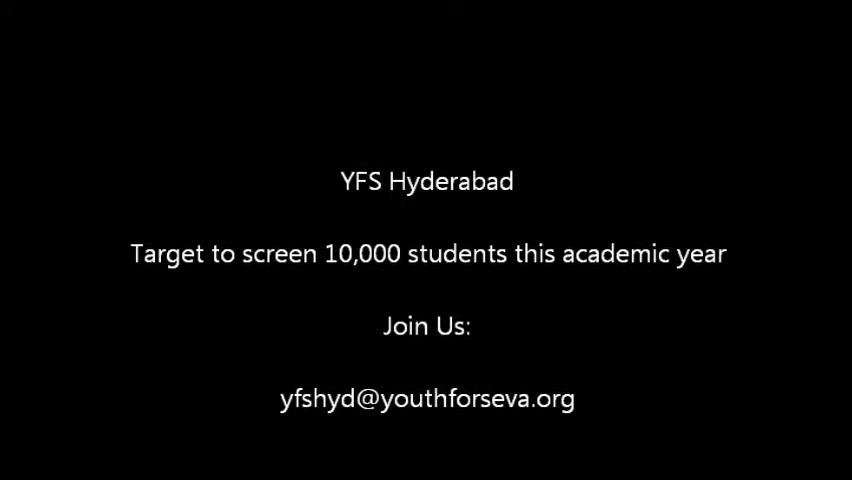 YFS Hyderabad
Target to screen 10,000 students this academic year
Join Us:
yfshyd@youthforseva.org